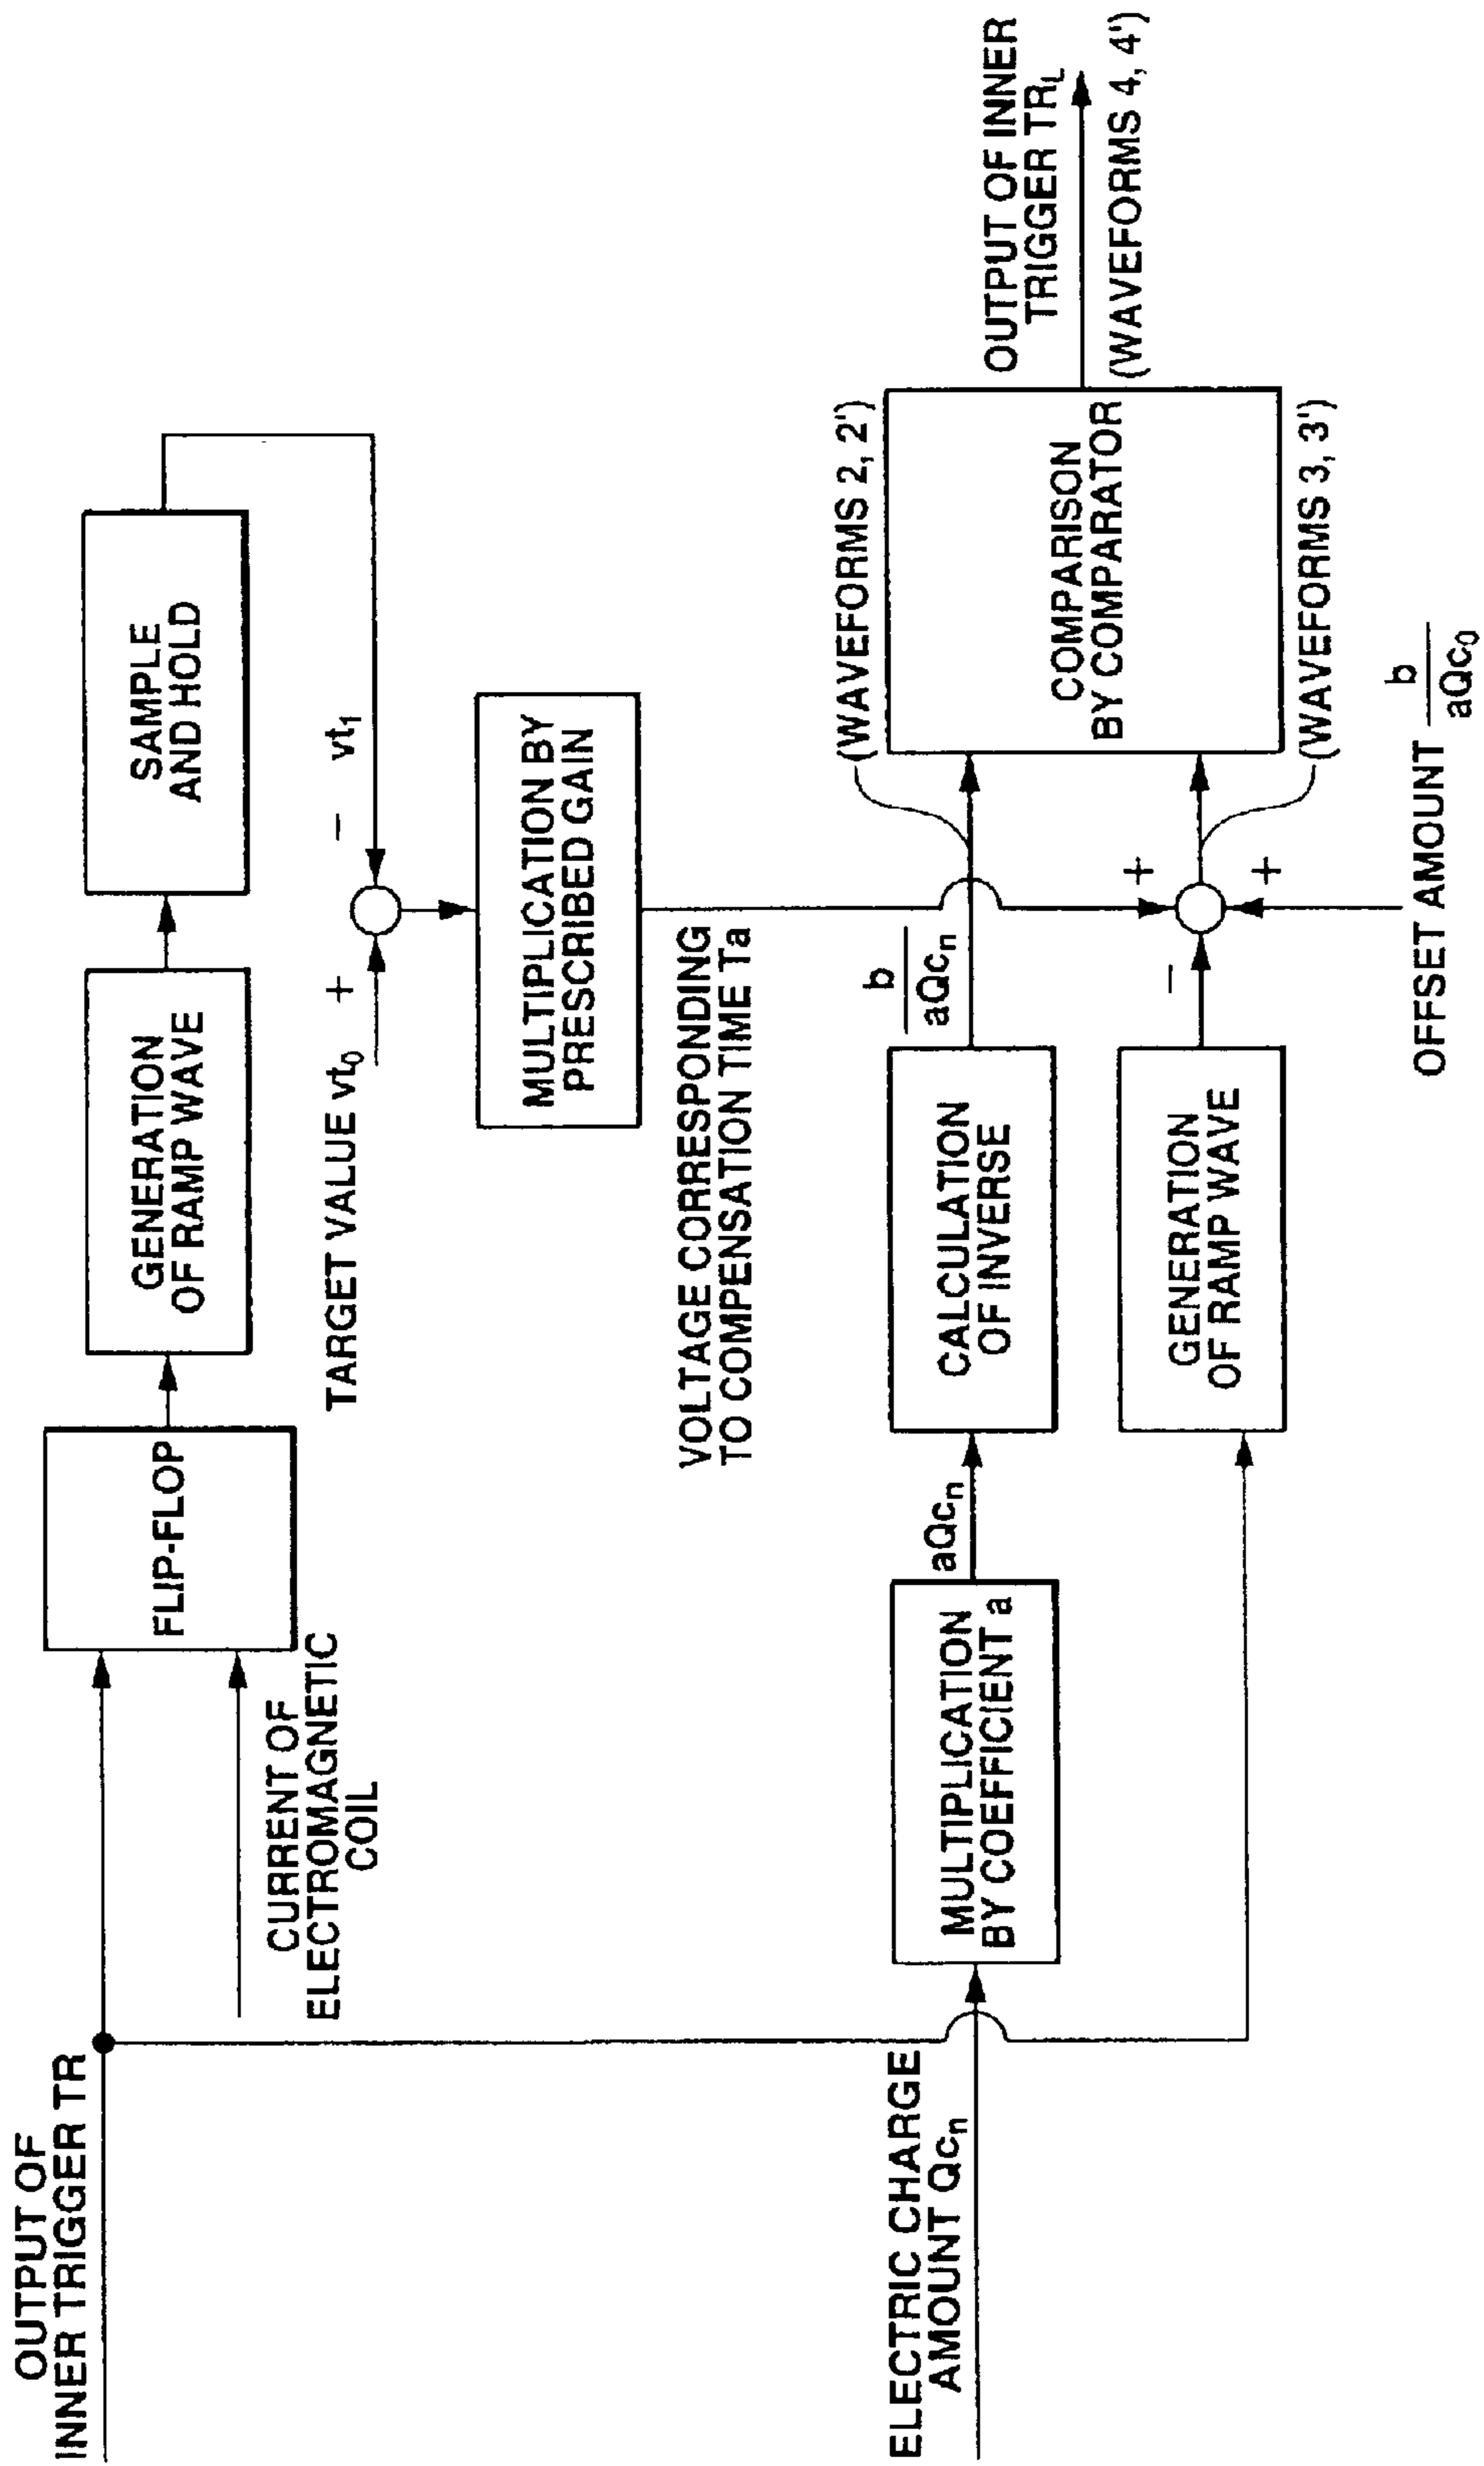 OUTPUT OF
INNER TRIGGER TR
FLIP-FLOP
GENERATION
OF RAMP WAVE
SAMPLE
AND HOLD
CURRENT OF
ELECTROMAGNETIC
COIL
TARGET VALUE vt0
+
− vt1
MULTIPLICATION BY
PRESCRIBED GAIN
VOLTAGE CORRESPONDING
TO COMPENSATION TIME Ta
ELECTRIC CHARGE
AMOUNT Qcn
MULTIPLICATION
BY COEFFICIENT a
aQcn
CALCULATION
OF INVERSE
b
aQcn
(WAVEFORMS 2, 2')
GENERATION
OF RAMP WAVE
−
+
+
OFFSET AMOUNT b
aQc0
(WAVEFORMS 3, 3')
COMPARISON
BY COMPARATOR
OUTPUT OF INNER
TRIGGER TRL
(WAVEFORMS 4, 4')